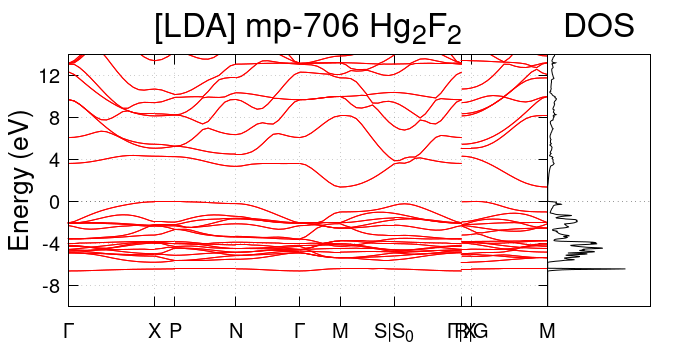 [LDA] mp-706 Hg₂F₂ DOS
Energy (eV)
12
8
4
0
-4
-8
Γ X P N Γ M S|S₀ Γ|R|X|G M